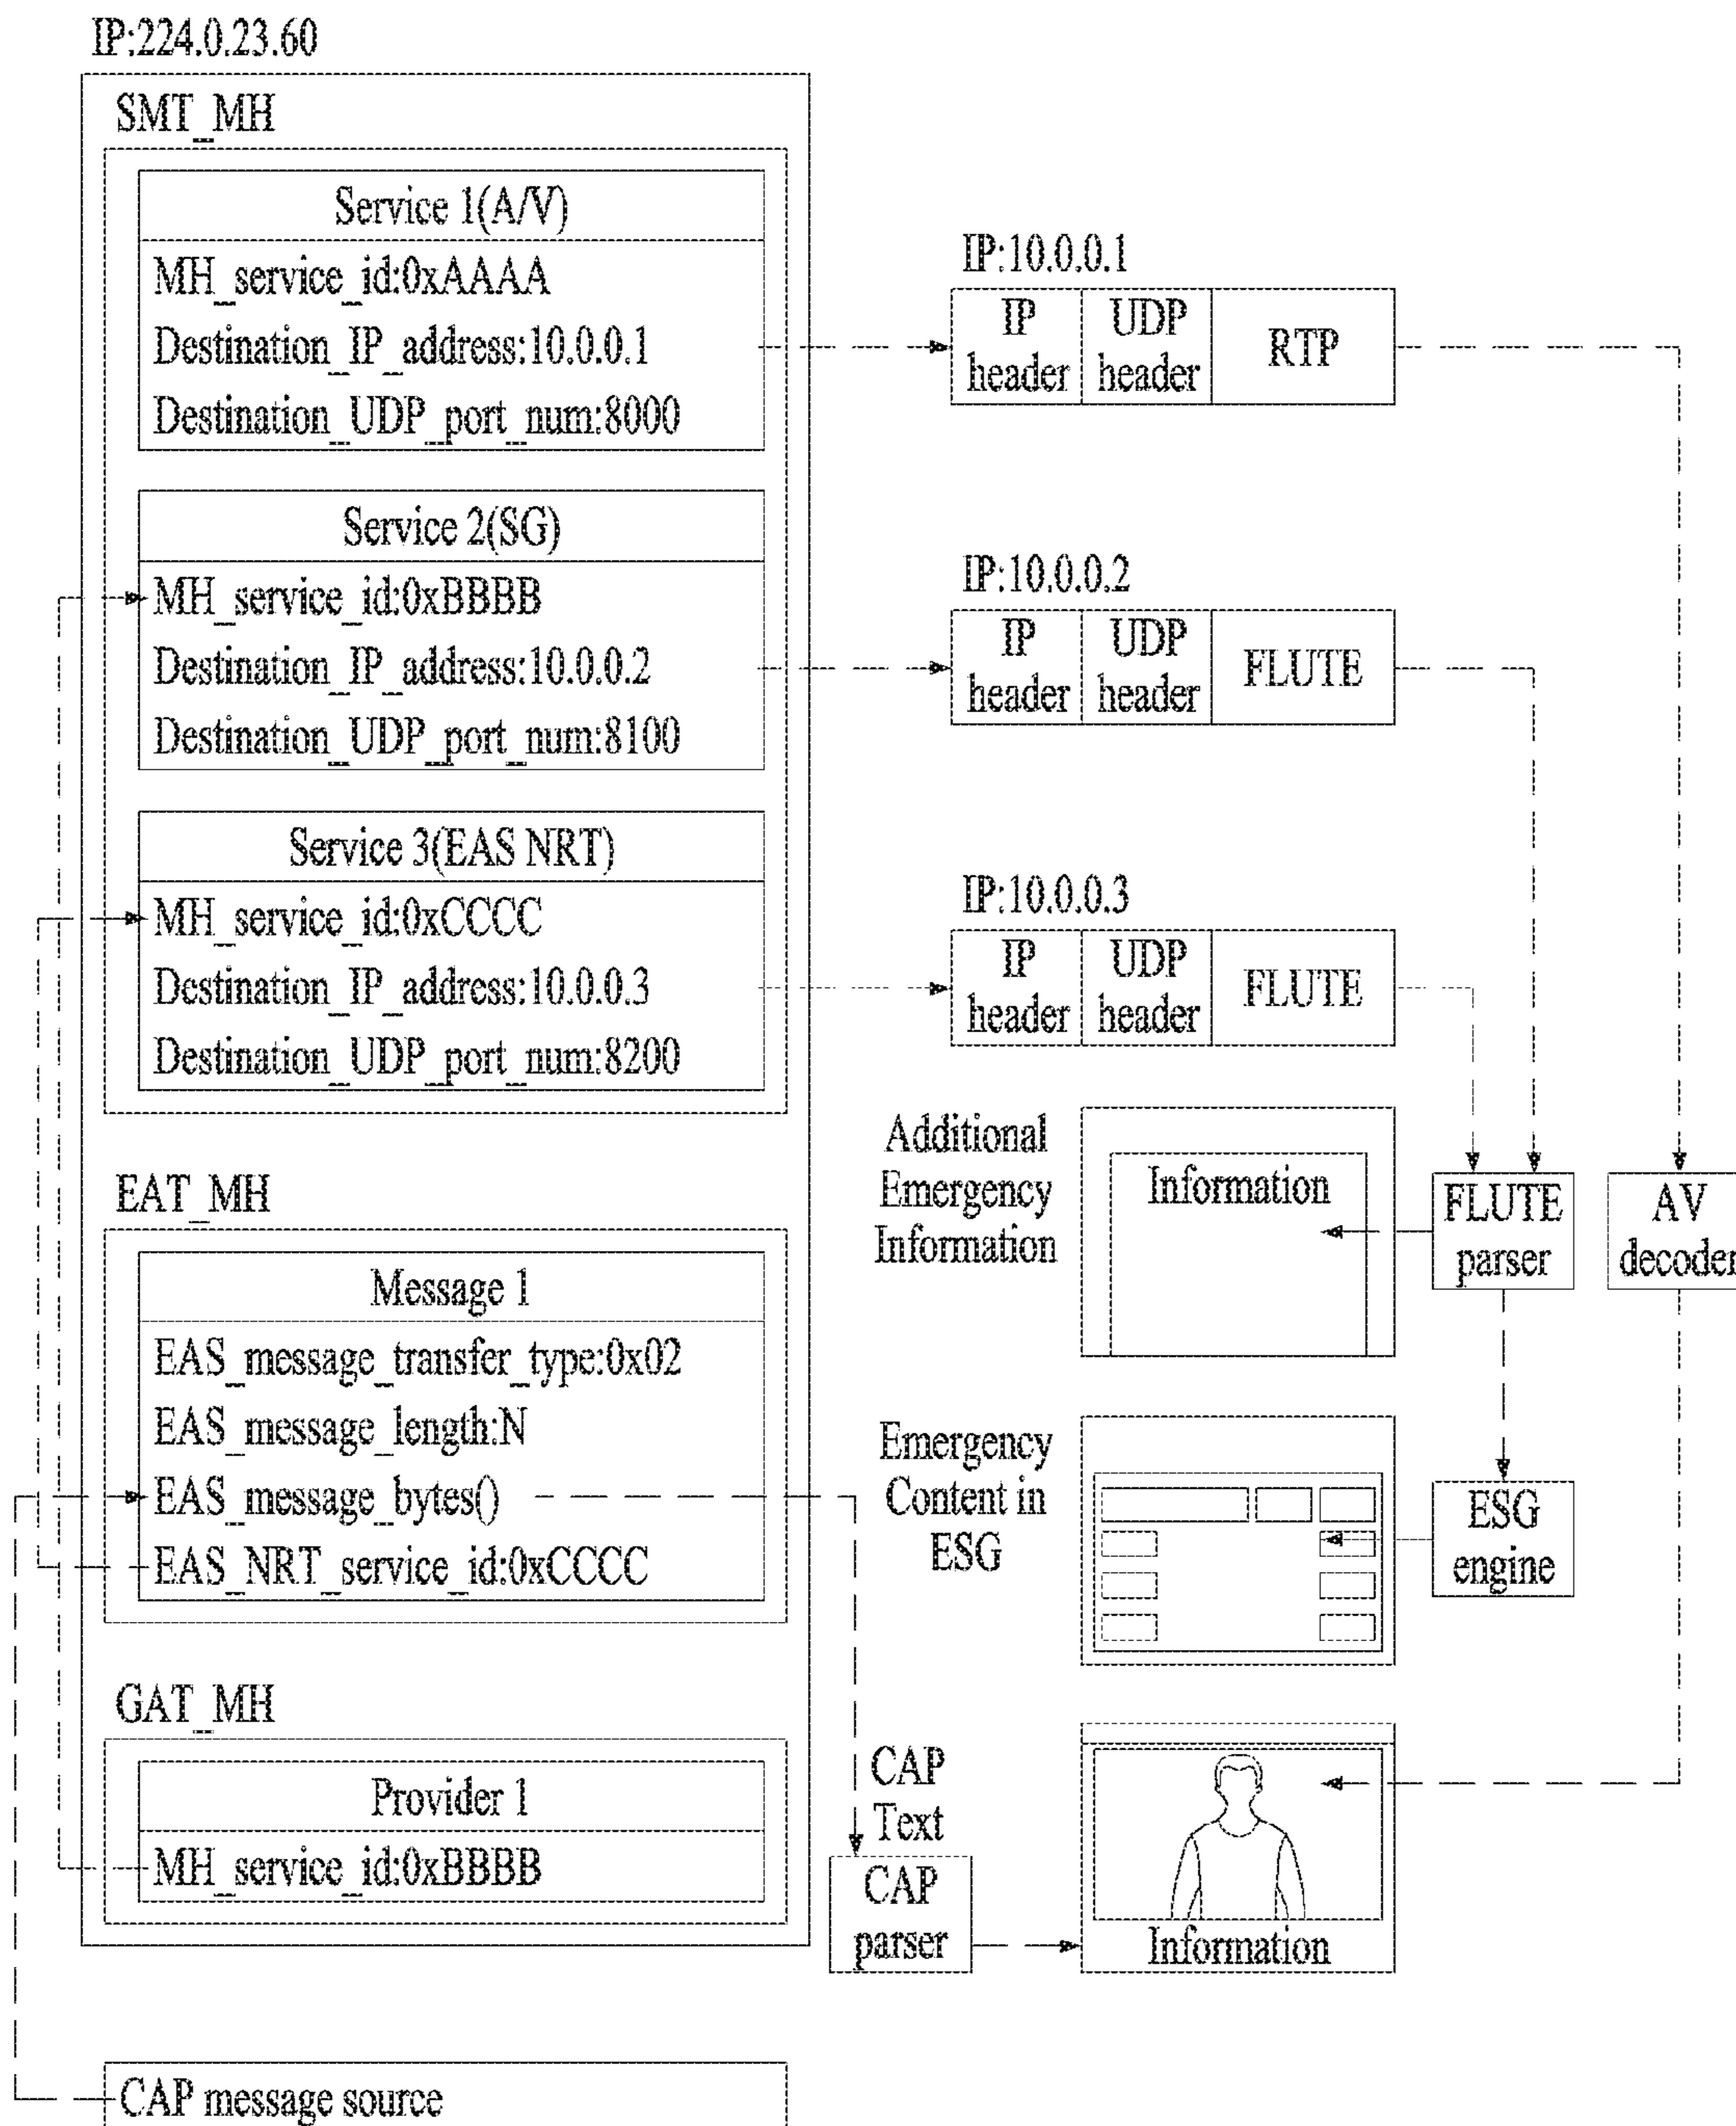 IP:224.0.23.60
SMT_MH
Service 1(A/V)
MH_service_id:0xAAAA
Destination_IP_address:10.0.0.1
Destination_UDP_port_num:8000
Service 2(SG)
MH_service_id:0xBBBB
Destination_IP_address:10.0.0.2
Destination_UDP_port_num:8100
Service 3(EAS NRT)
MH_service_id:0xCCCC
Destination_IP_address:10.0.0.3
Destination_UDP_port_num:8200
EAT_MH
Message 1
EAS_message_transfer_type:0x02
EAS_message_length:N
EAS_message_bytes()
EAS_NRT_service_id:0xCCCC
GAT_MH
Provider 1
MH_service_id:0xBBBB
CAP message source
IP:10.0.0.1
IP
header
UDP
header
RTP
IP:10.0.0.2
IP
header
UDP
header
FLUTE
IP:10.0.0.3
IP
header
UDP
header
FLUTE
Additional
Emergency
Information
Information
FLUTE
parser
AV
decoder
Emergency
Content in
ESG
ESG
engine
CAP
Text
CAP
parser
Information